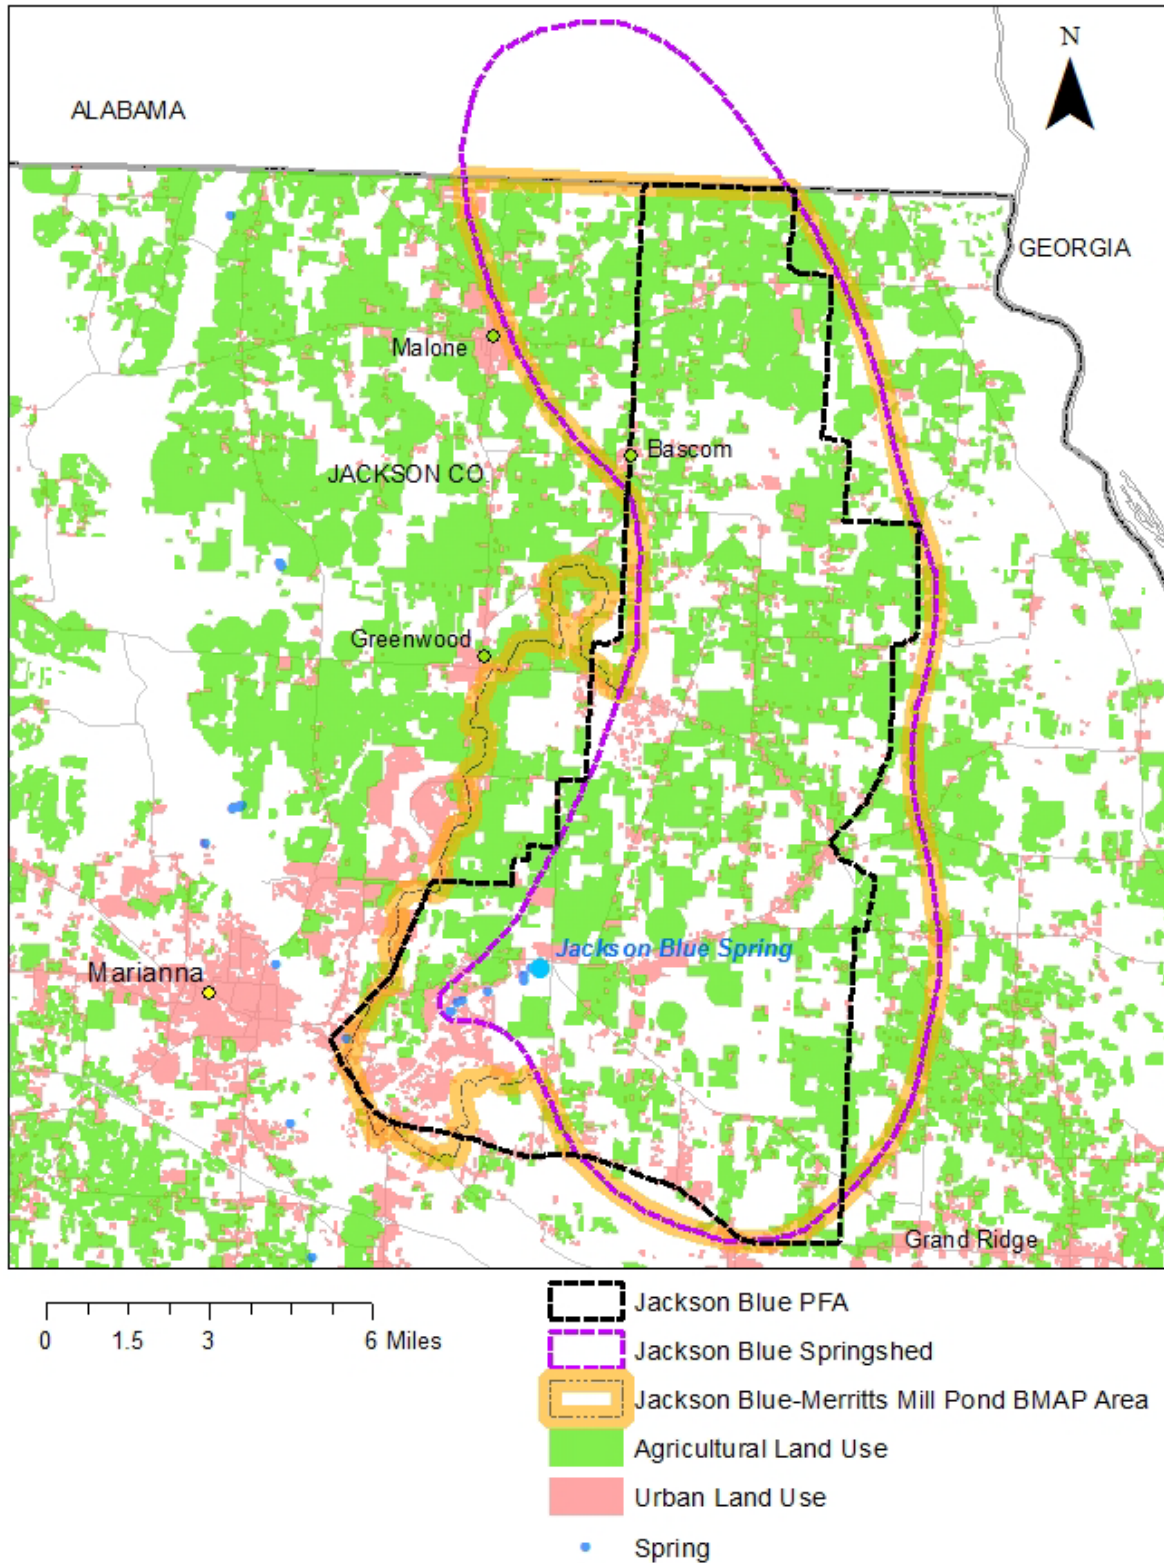 N
ALABAMA
GEORGIA
Malone
Bascom
JACKSON CO.
Greenwood
Jackson Blue Spring
Marianna
Grand Ridge
0 1.5 3 6 Miles
Jackson Blue PFA
Jackson Blue Springshed
Jackson Blue-Merritts Mill Pond BMAP Area
Agricultural Land Use
Urban Land Use
Spring